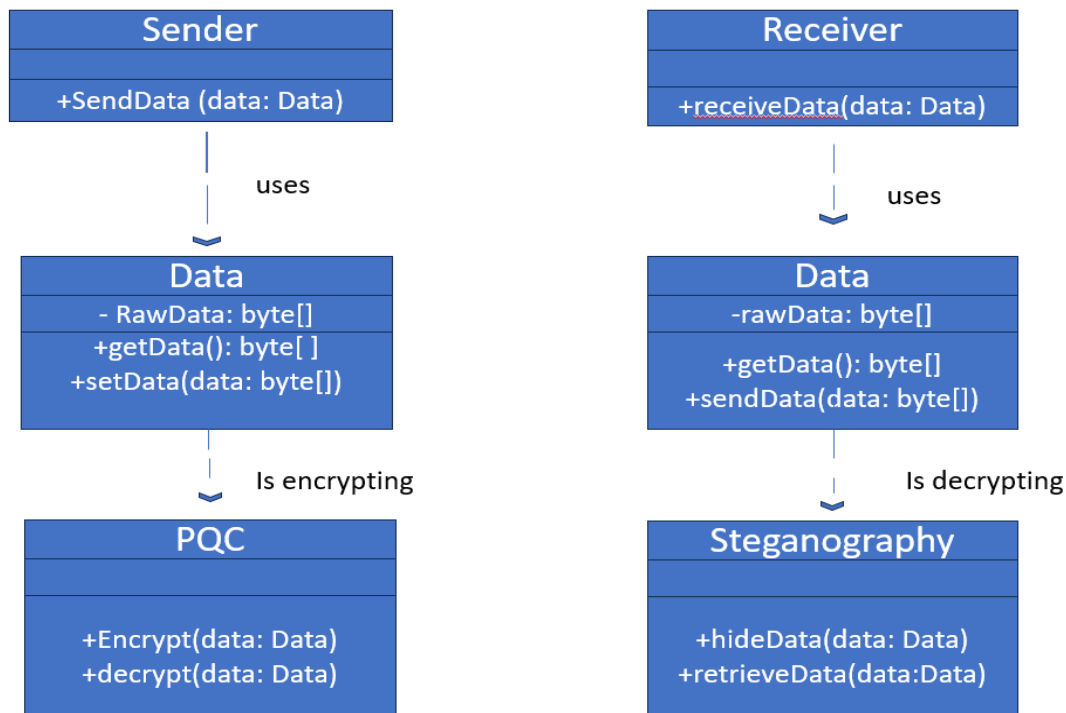 Sender
+SendData (data: Data)
uses
Data
- RawData: byte[]
+getData(): byte[ ]
+setData(data: byte[])
Is encrypting
PQC
+Encrypt(data: Data)
+decrypt(data: Data)
Receiver
+receiveData(data: Data)
uses
Data
-rawData: byte[]
+getData(): byte[]
+sendData(data: byte[])
Is decrypting
Steganography
+hideData(data: Data)
+retrieveData(data:Data)